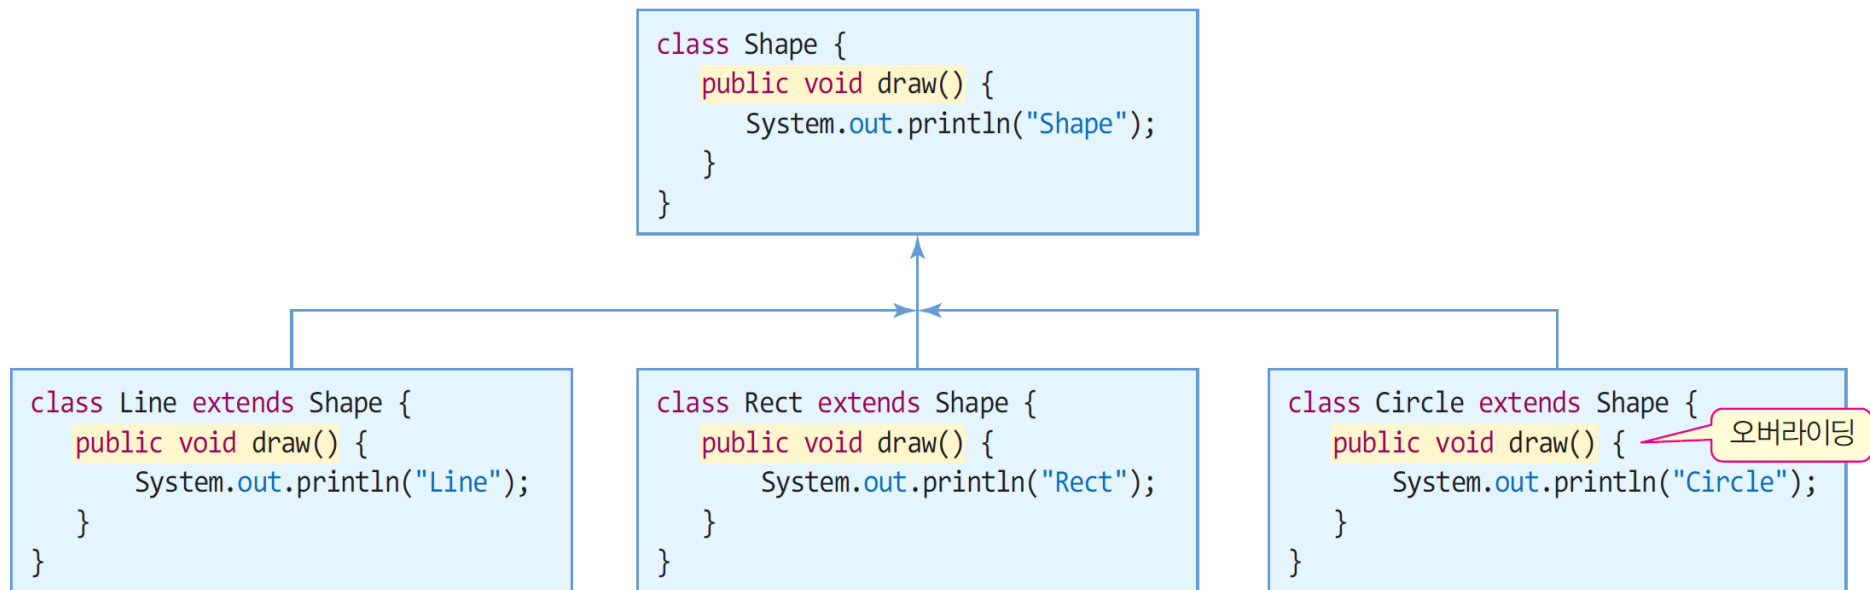 class Shape {
public void draw() {
System.out.println("Shape");
}
}
class Line extends Shape {
public void draw() {
System.out.println("Line");
}
}
class Rect extends Shape {
public void draw() {
System.out.println("Rect");
}
}
class Circle extends Shape {
public void draw() {
오버라이딩
System.out.println("Circle");
}
}